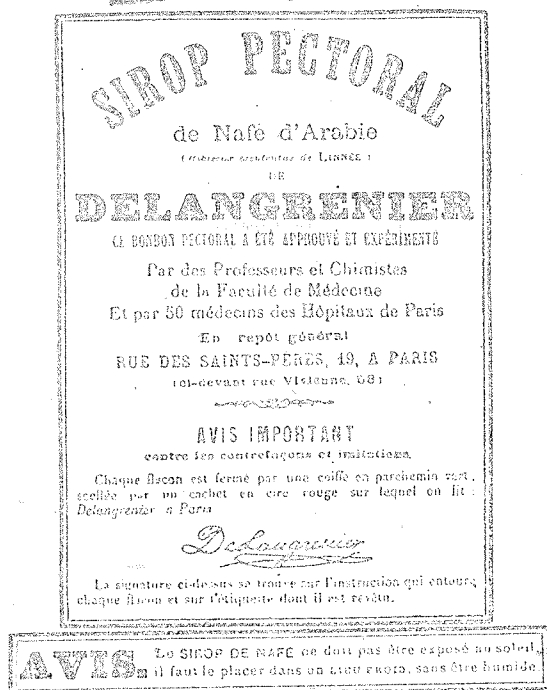 SIROP PECTORAL
de Nafé d'Arabie
(Hibiscus esculentus de LINNÉE)
DE
DELANGRENIER
CE BONBON PECTORAL A ÉTÉ APPROUVÉ ET EXPÉRIMENTÉ
Par des Professeurs et Chimistes
de la Faculté de Médecine
Et par 50 médecins des Hôpitaux de Paris
En repôt général
RUE DES SAINTS-PERES, 19, A PARIS
(ci-devant rue Vivienne, 68)
AVIS IMPORTANT
contre les contrefaçons et imitations.
Chaque flacon est fermé par une coiffe en parchemin vert,
scellée par un cachet en cire rouge sur lequel on lit :
Delangrenier a Paris
Delangrenier
La signature ci-dessus se trouve sur l'instruction qui entoure
chaque flacon et sur l'étiquette dont il est revêtu.
AVIS. Le SIROP DE NAFÉ ne doit pas être exposé au soleil,
il faut le placer dans un LIEU FROID, sans être humide.